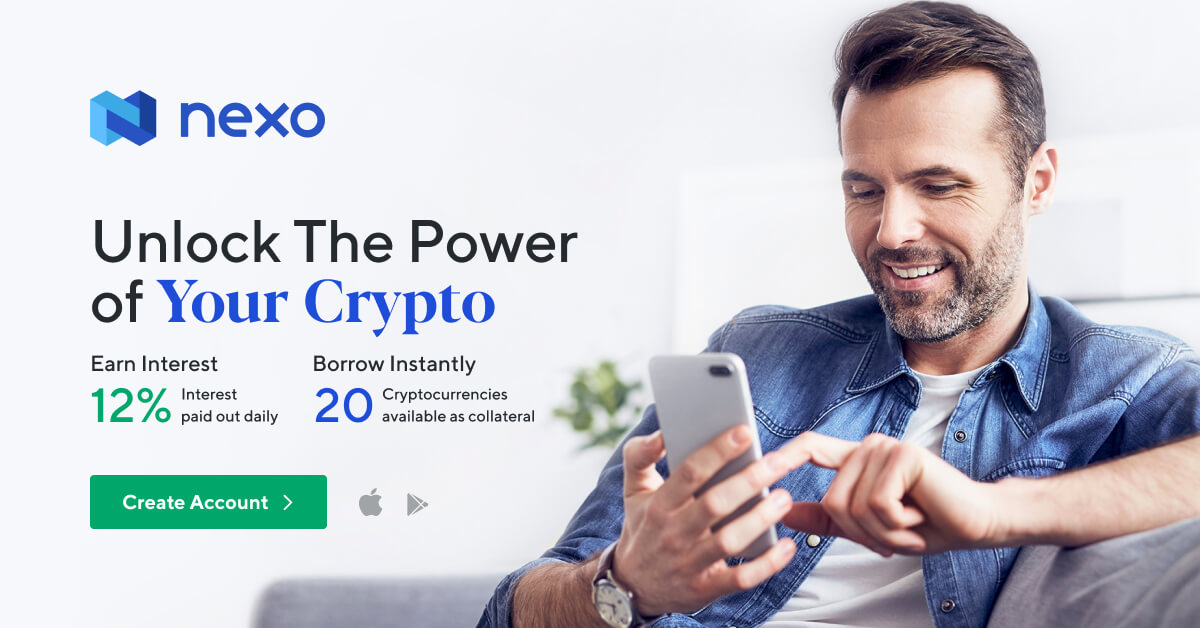 nexo
Unlock The Power
of Your Crypto
Earn Interest
12% Interest
paid out daily
Borrow Instantly
20 Cryptocurrencies
available as collateral
Create Account